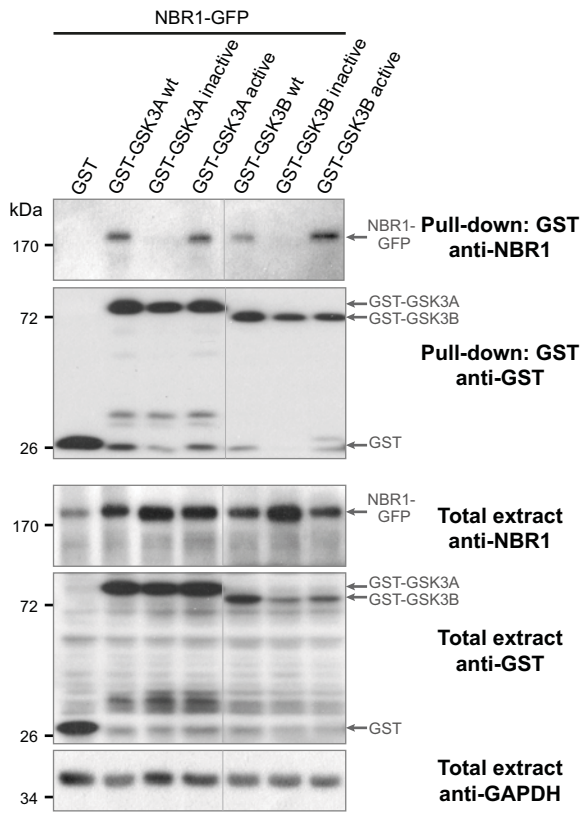 NBR1-GFP
GST
GST-GSK3A wt
GST-GSK3A inactive
GST-GSK3A active
GST-GSK3B wt
GST-GSK3B inactive
GST-GSK3B active
kDa
170
NBR1-
GFP
Pull-down: GST
anti-NBR1
72
GST-GSK3A
GST-GSK3B
Pull-down: GST
anti-GST
26
GST
NBR1-
GFP
170
Total extract
anti-NBR1
GST-GSK3A
72
GST-GSK3B
Total extract
anti-GST
26
GST
Total extract
anti-GAPDH
34